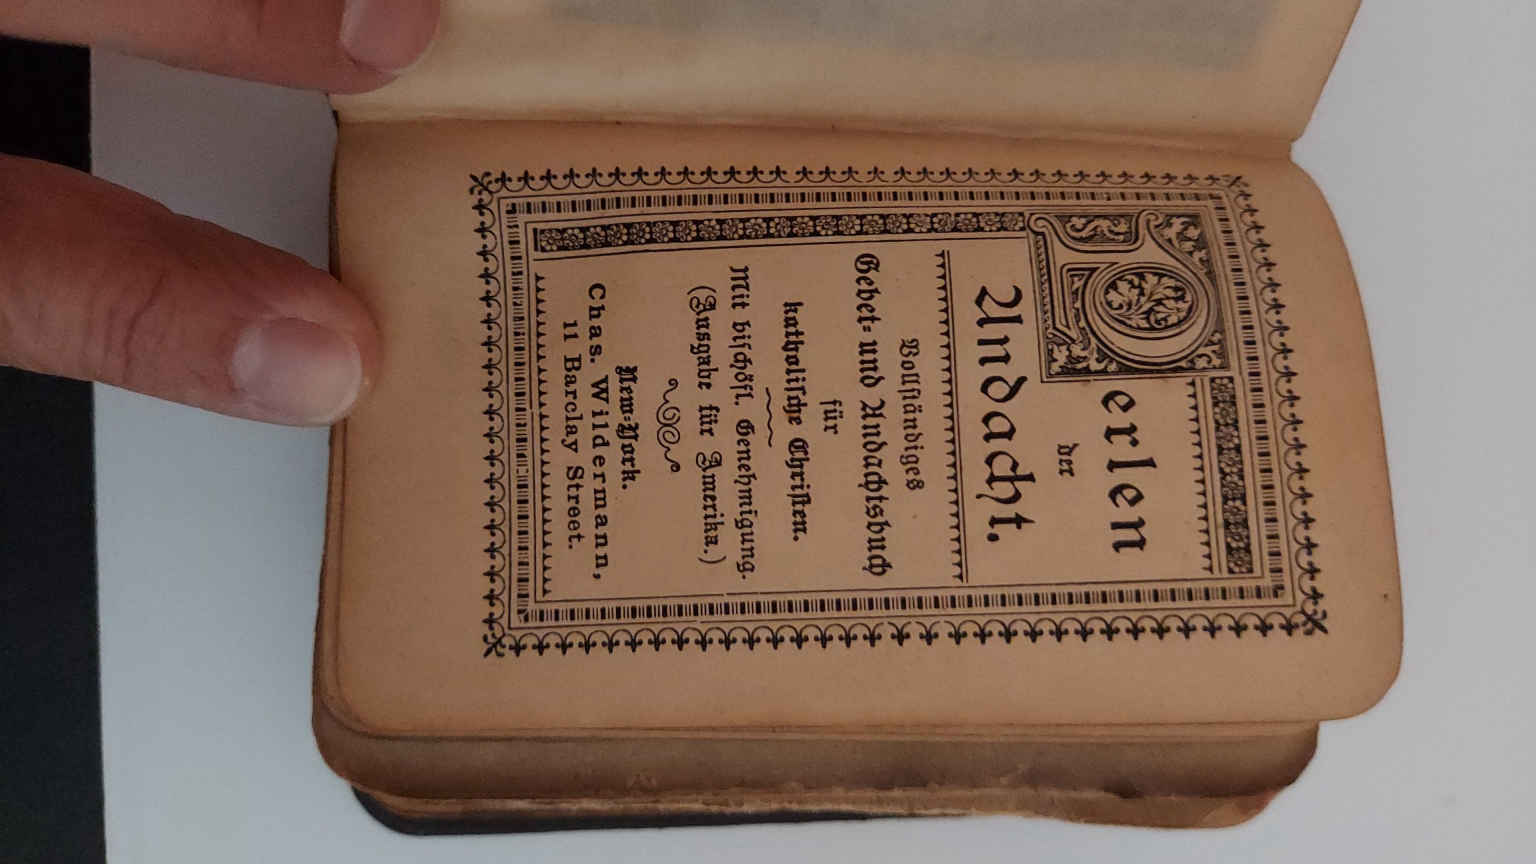 Perlen
der
Andacht.
Vollständiges
Gebet- und Andachtsbuch
für
katholische Christen.
Mit bischöfl. Genehmigung.
(Ausgabe für Amerika.)
New-York.
Chas. Wildermann,
11 Barclay Street.